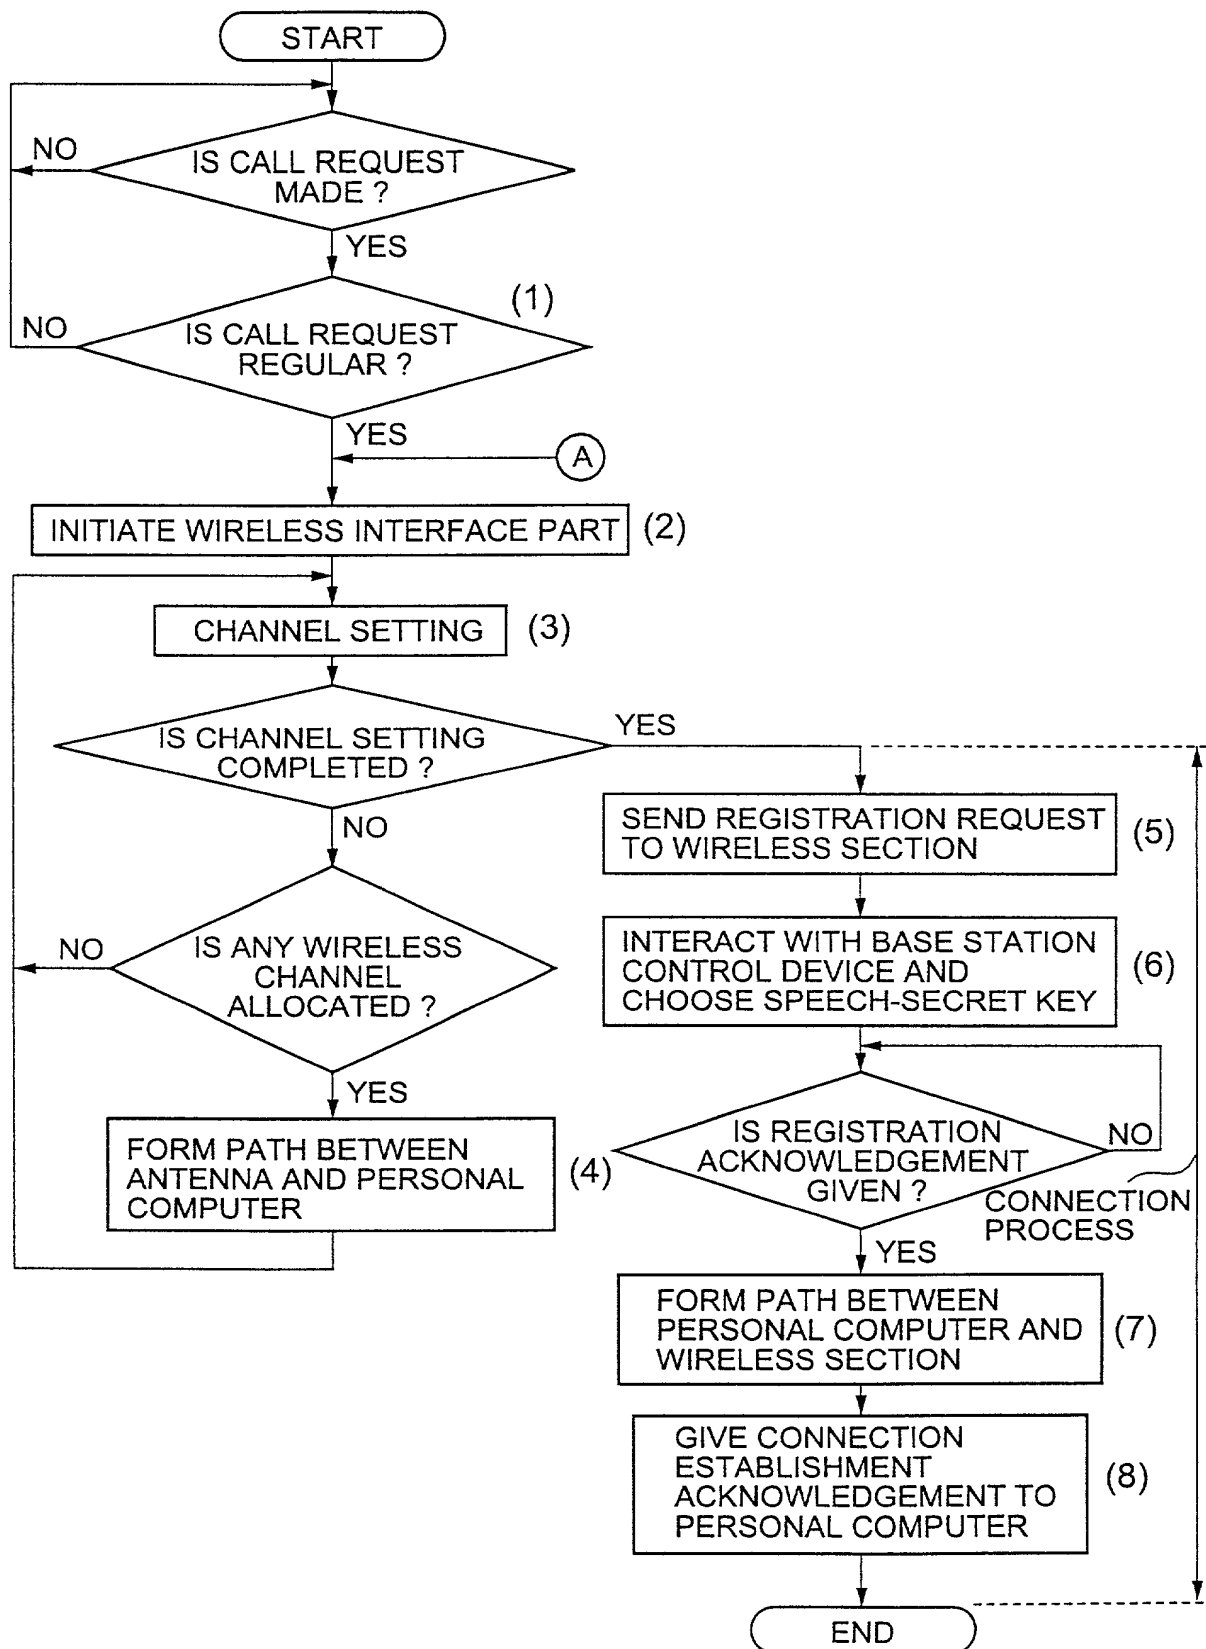 START
NO
IS CALL REQUEST
MADE ?
YES
(1)
NO
IS CALL REQUEST
REGULAR ?
YES
A
INITIATE WIRELESS INTERFACE PART
(2)
CHANNEL SETTING
(3)
IS CHANNEL SETTING
COMPLETED ?
YES
NO
IS ANY WIRELESS
CHANNEL
ALLOCATED ?
NO
YES
FORM PATH BETWEEN
ANTENNA AND PERSONAL
COMPUTER
(4)
SEND REGISTRATION REQUEST
TO WIRELESS SECTION
(5)
INTERACT WITH BASE STATION
CONTROL DEVICE AND
CHOOSE SPEECH-SECRET KEY
(6)
IS REGISTRATION
ACKNOWLEDGEMENT
GIVEN ?
NO
CONNECTION
PROCESS
YES
FORM PATH BETWEEN
PERSONAL COMPUTER AND
WIRELESS SECTION
(7)
GIVE CONNECTION
ESTABLISHMENT
ACKNOWLEDGEMENT TO
PERSONAL COMPUTER
(8)
END